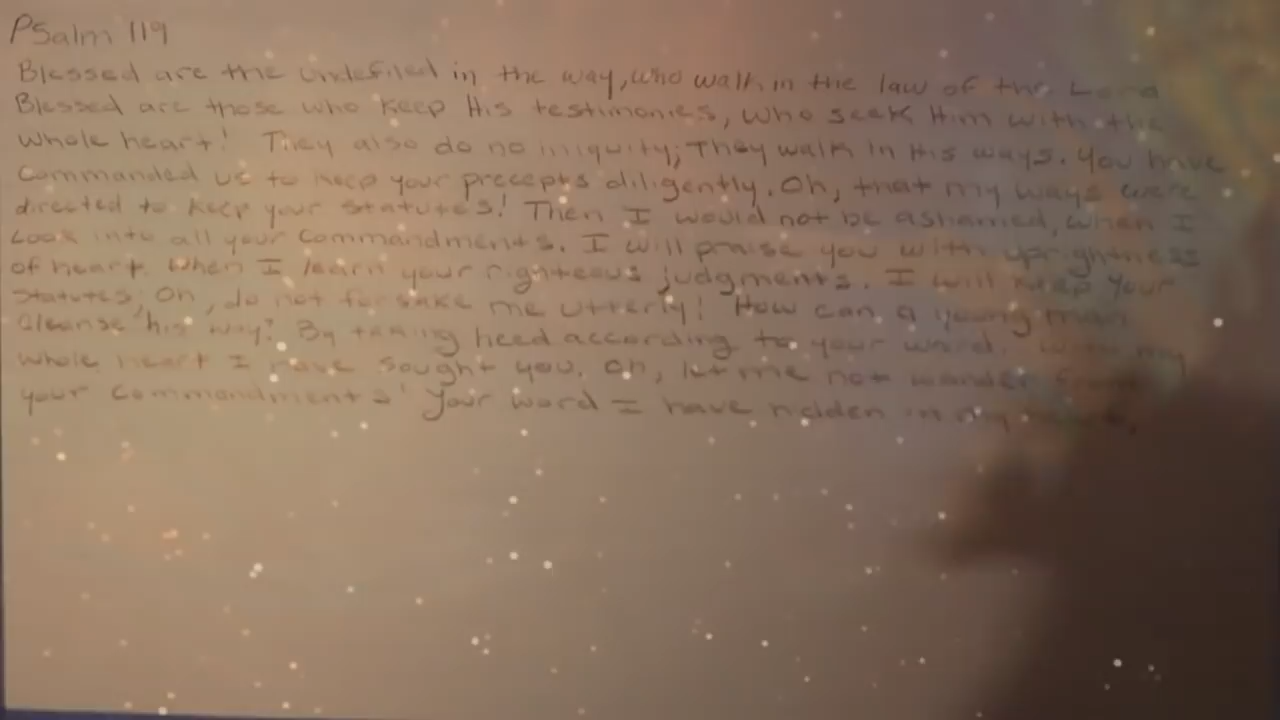 Psalm 119
Blessed are the undefiled in the way, who walk in the law of the Lord
Blessed are those who keep His testimonies, who seek Him with the
whole heart! They also do no iniquity; They walk in His ways. You have
Commanded us to keep your precepts diligently. Oh, that my ways were
directed to keep your statutes! Then I would not be ashamed, when I
Look into all your Commandments. I will praise you with uprightness
of heart. When I learn your righteous judgments. I will keep Your
Statutes; Oh, do not forsake me utterly! How can a young man
Cleanse his way? By taking heed according to your word. With my
whole heart I have sought you. Oh, let me not wander from
your Commandments! Your word I have hidden in my